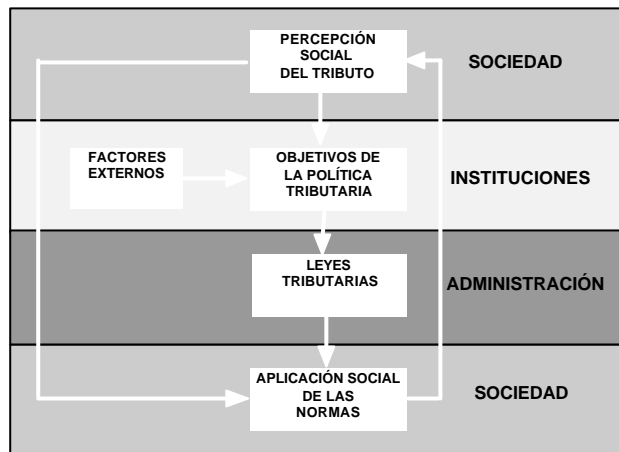 PERCEPCIÓN
SOCIAL
DEL TRIBUTO
SOCIEDAD
FACTORES
EXTERNOS
OBJETIVOS DE
LA POLÍTICA
TRIBUTARIA
INSTITUCIONES
LEYES
TRIBUTARIAS
ADMINISTRACIÓN
APLICACIÓN SOCIAL
DE LAS
NORMAS
SOCIEDAD